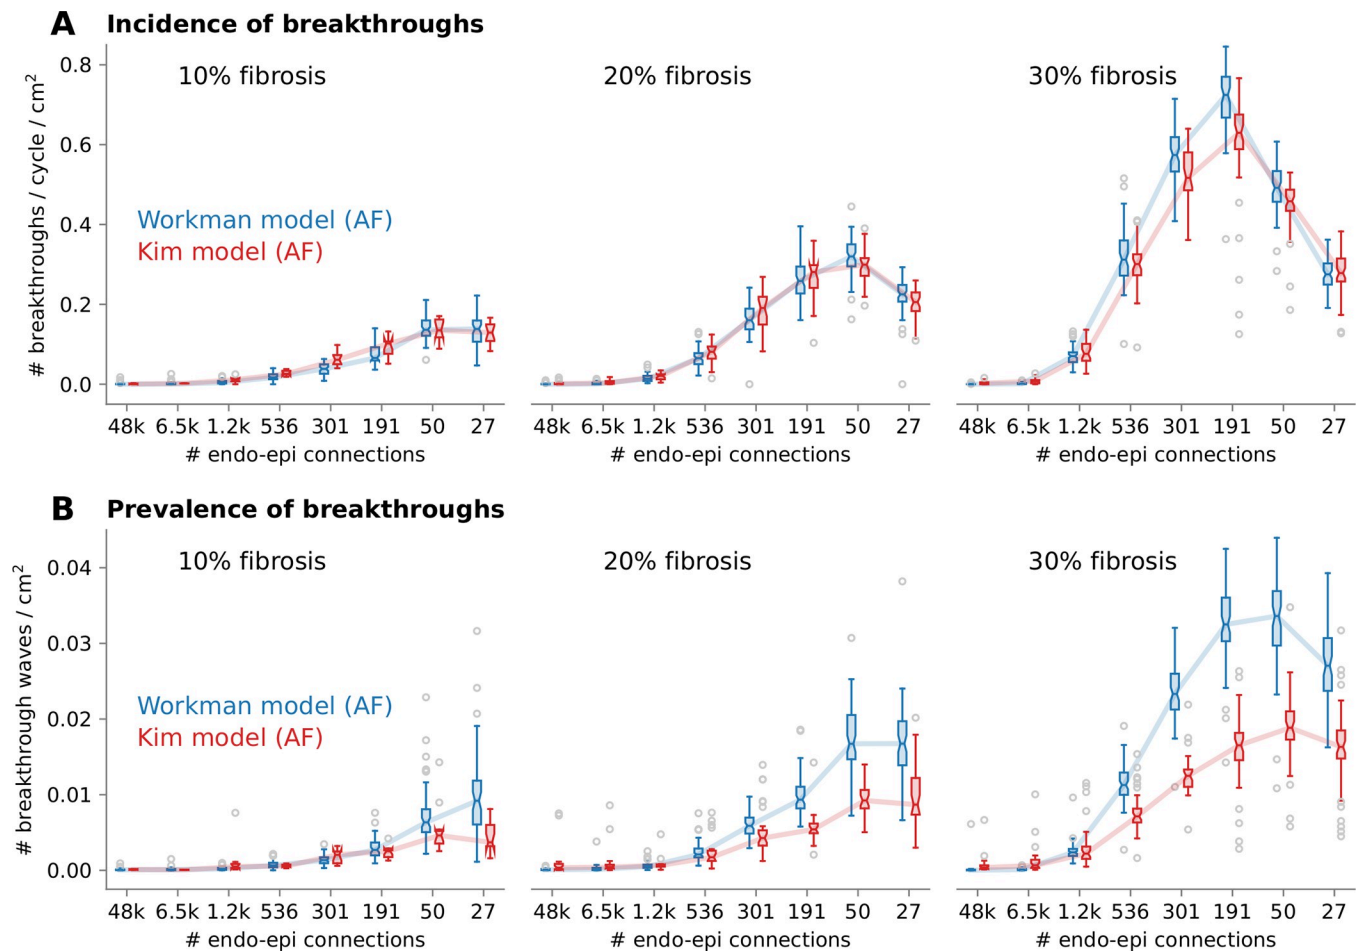 A Incidence of breakthroughs
# breakthroughs / cycle / cm²
0.8
0.6
0.4
0.2
0.0
10% fibrosis
20% fibrosis
30% fibrosis
Workman model (AF)
Kim model (AF)
48k 6.5k 1.2k 536 301 191 50 27
48k 6.5k 1.2k 536 301 191 50 27
48k 6.5k 1.2k 536 301 191 50 27
# endo-epi connections
# endo-epi connections
# endo-epi connections
B Prevalence of breakthroughs
# breakthrough waves / cm²
0.04
0.03
0.02
0.01
0.00
10% fibrosis
20% fibrosis
30% fibrosis
Workman model (AF)
Kim model (AF)
48k 6.5k 1.2k 536 301 191 50 27
48k 6.5k 1.2k 536 301 191 50 27
48k 6.5k 1.2k 536 301 191 50 27
# endo-epi connections
# endo-epi connections
# endo-epi connections